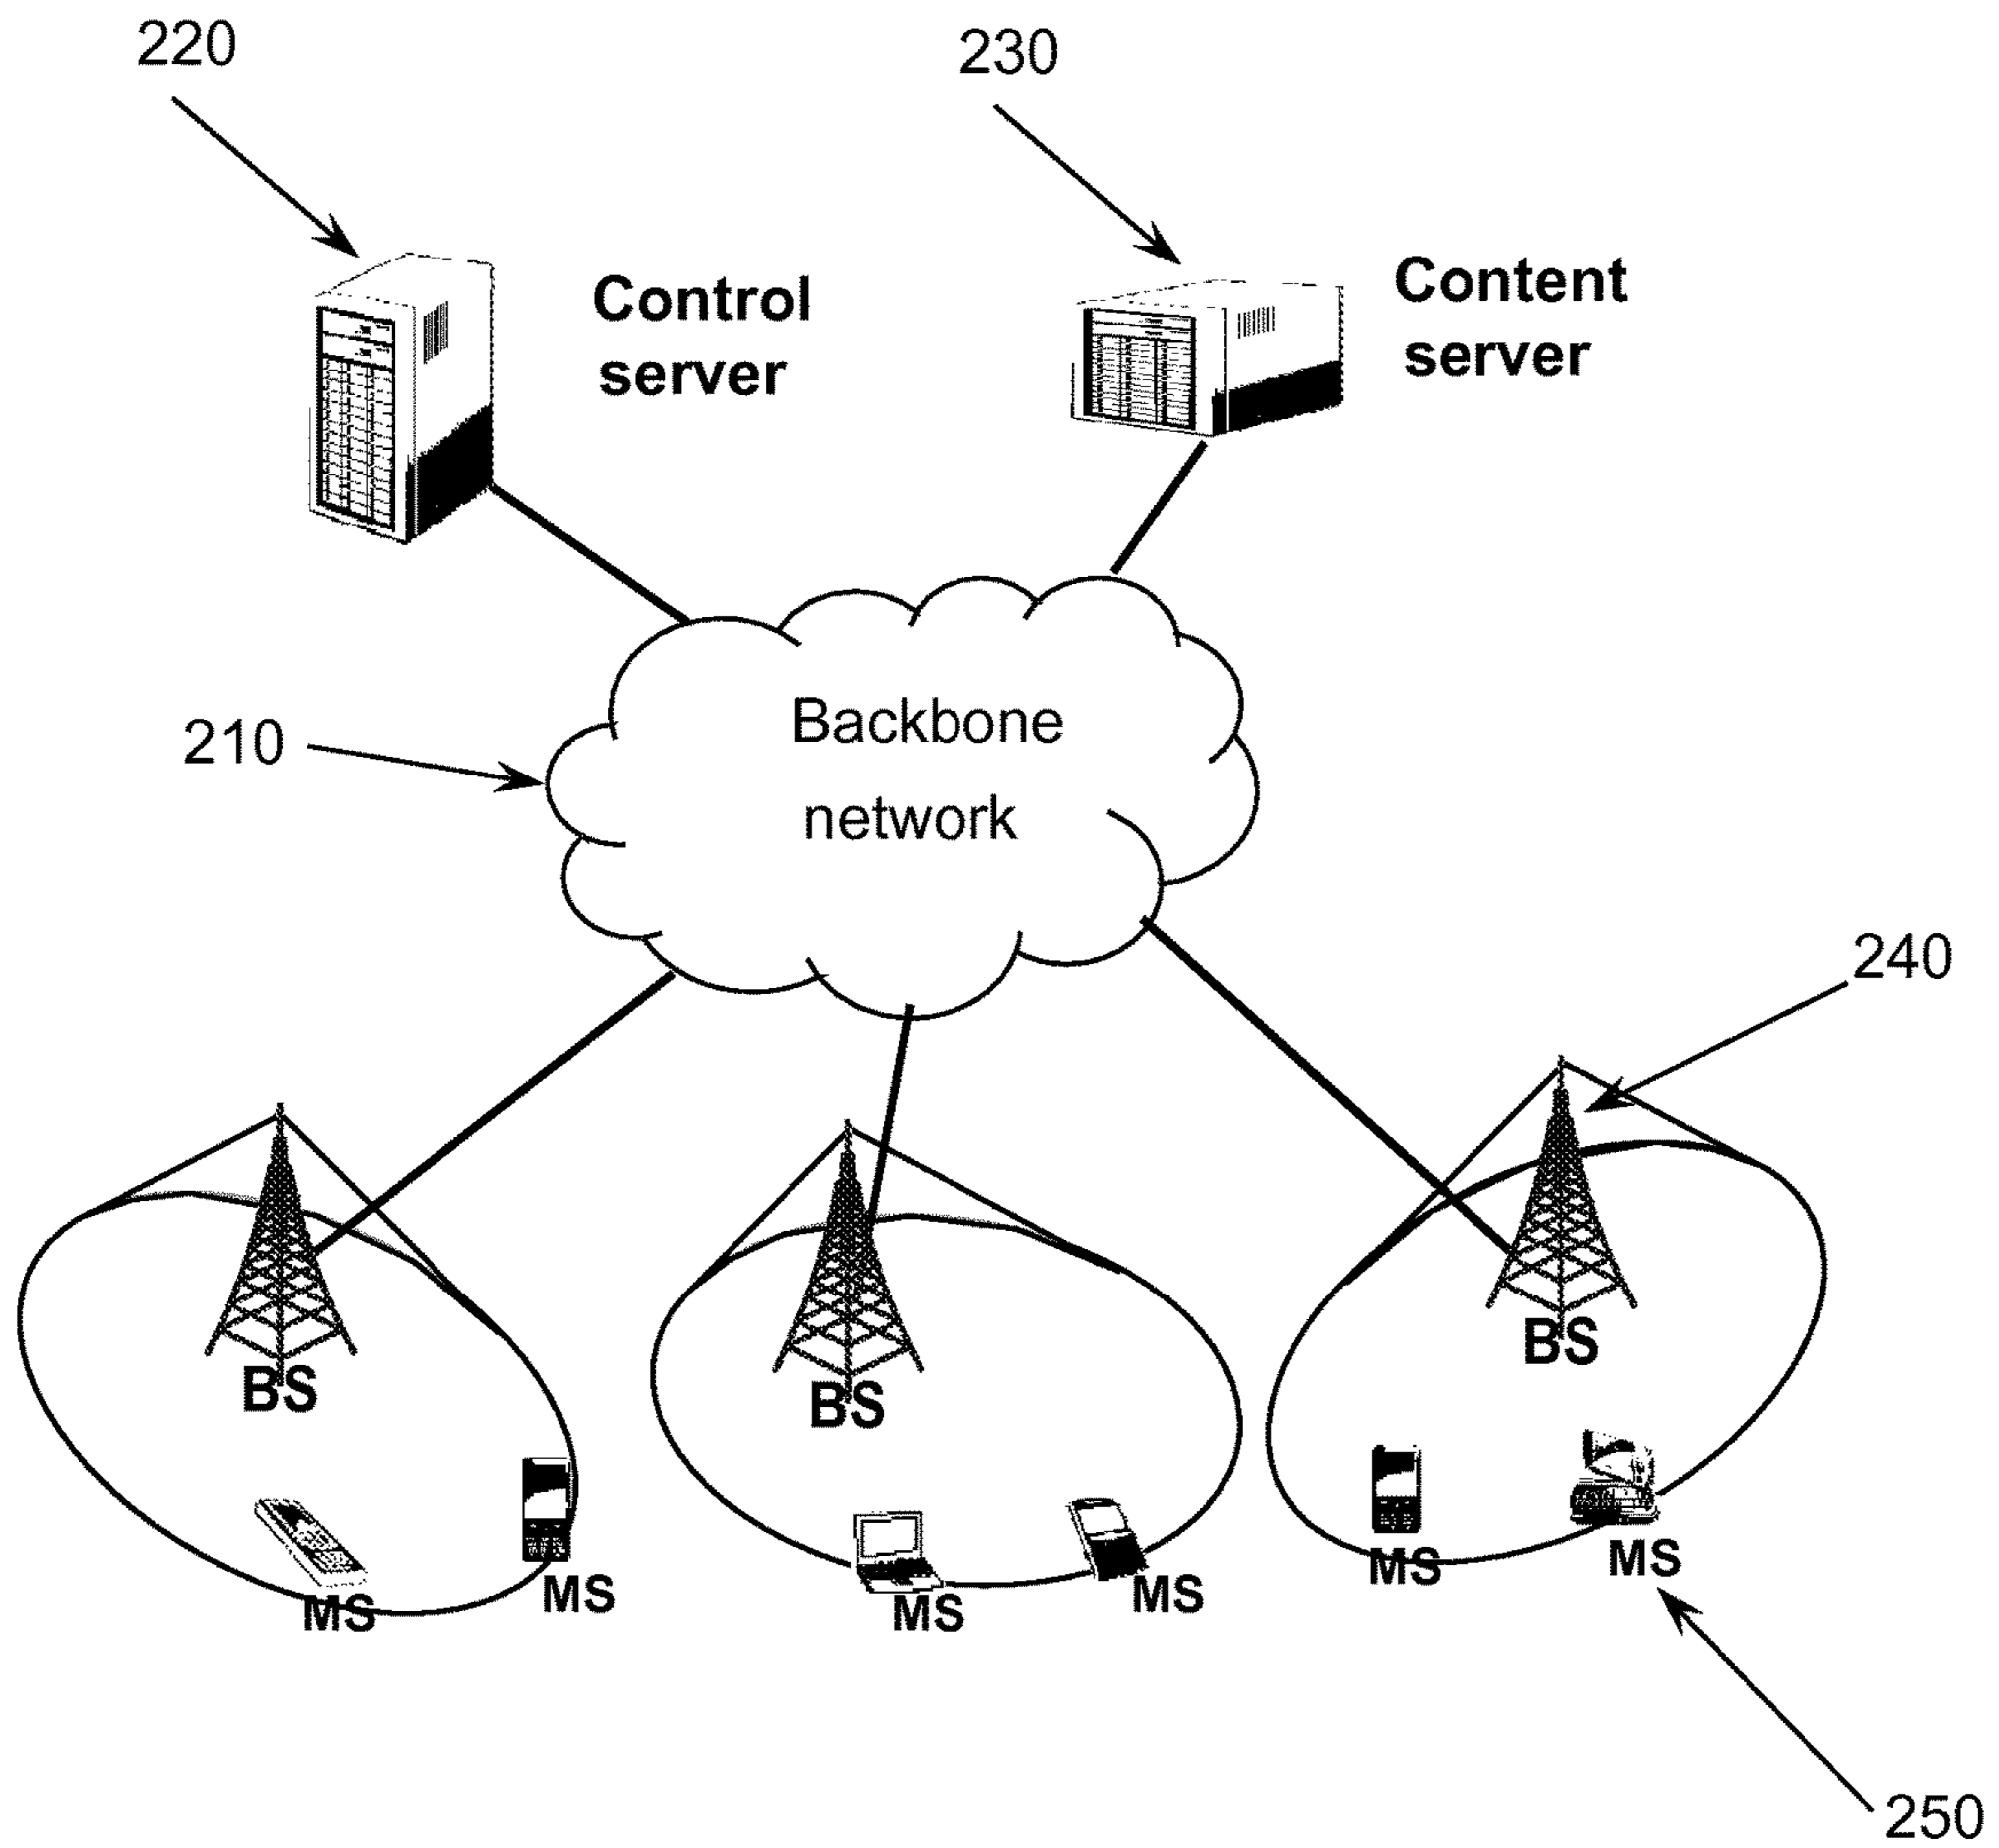 220
230
Control
server
Content
server
Backbone
network
210
240
BS
BS
BS
MS
MS
MS
MS
MS
MS
250